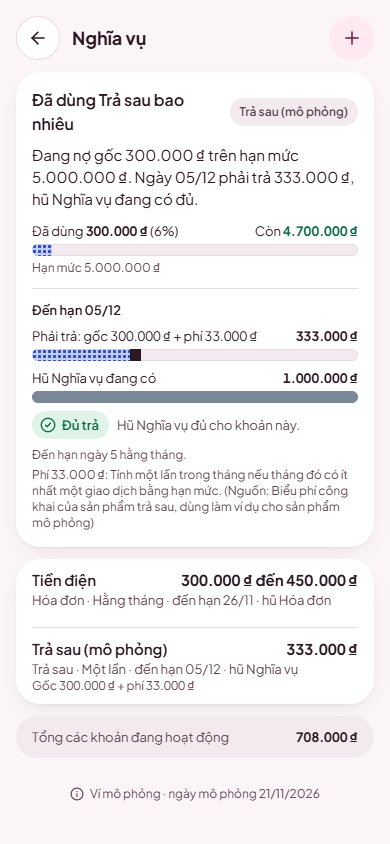 Nghĩa vụ
Đã dùng Trả sau bao
nhiêu
Trả sau (mô phỏng)
Đang nợ gốc 300.000 ₫ trên hạn mức
5.000.000 ₫. Ngày 05/12 phải trả 333.000 ₫,
hũ Nghĩa vụ đang có đủ.
Đã dùng 300.000 ₫ (6%)
Còn 4.700.000 ₫
Hạn mức 5.000.000 ₫
Đến hạn 05/12
Phải trả: gốc 300.000 ₫ + phí 33.000 ₫
333.000 ₫
Hũ Nghĩa vụ đang có
1.000.000 ₫
Đủ trả
Hũ Nghĩa vụ đủ cho khoản này.
Đến hạn ngày 5 hằng tháng.
Phí 33.000 ₫: Tính một lần trong tháng nếu tháng đó có ít
nhất một giao dịch bằng hạn mức. (Nguồn: Biểu phí công
khai của sản phẩm trả sau, dùng làm ví dụ cho sản phẩm
mô phỏng)
Tiền điện
300.000 ₫ đến 450.000 ₫
Hóa đơn · Hằng tháng · đến hạn 26/11 · hũ Hóa đơn
Trả sau (mô phỏng)
333.000 ₫
Trả sau · Một lần · đến hạn 05/12 · hũ Nghĩa vụ
Gốc 300.000 ₫ + phí 33.000 ₫
Tổng các khoản đang hoạt động
708.000 ₫
Ví mô phỏng · ngày mô phỏng 21/11/2026